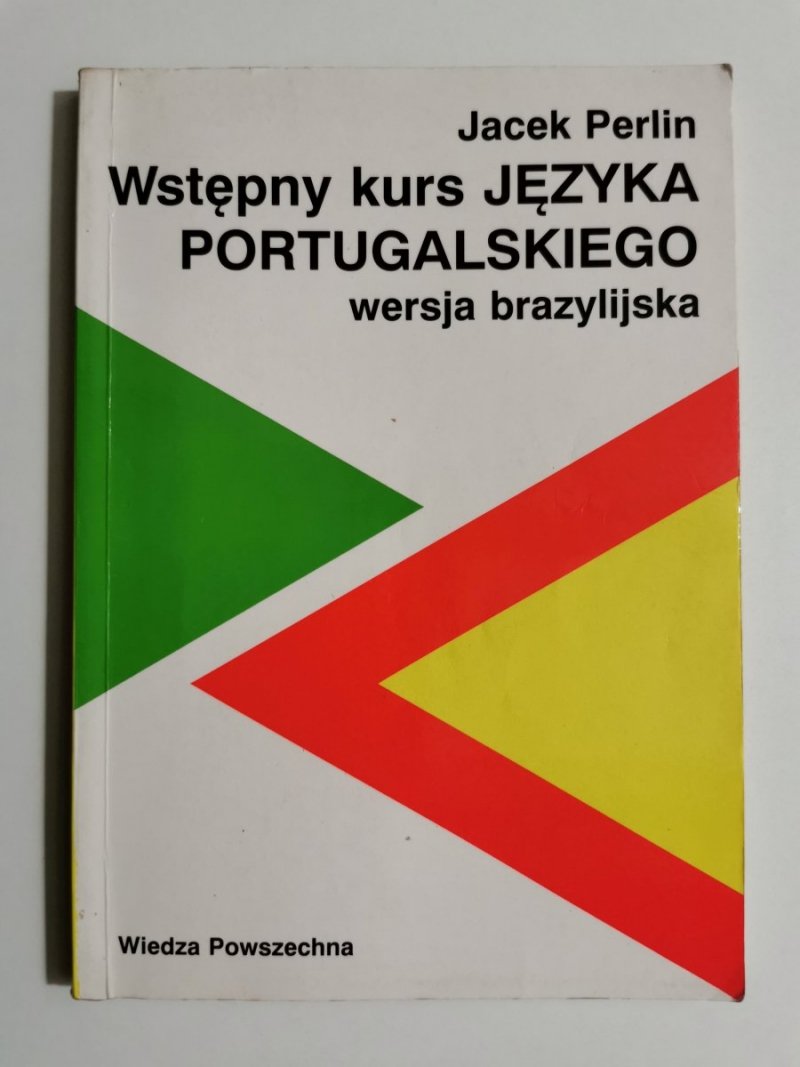 Jacek Perlin
Wstępny kurs JĘZYKA
PORTUGALSKIEGO
wersja brazylijska
Wiedza Powszechna